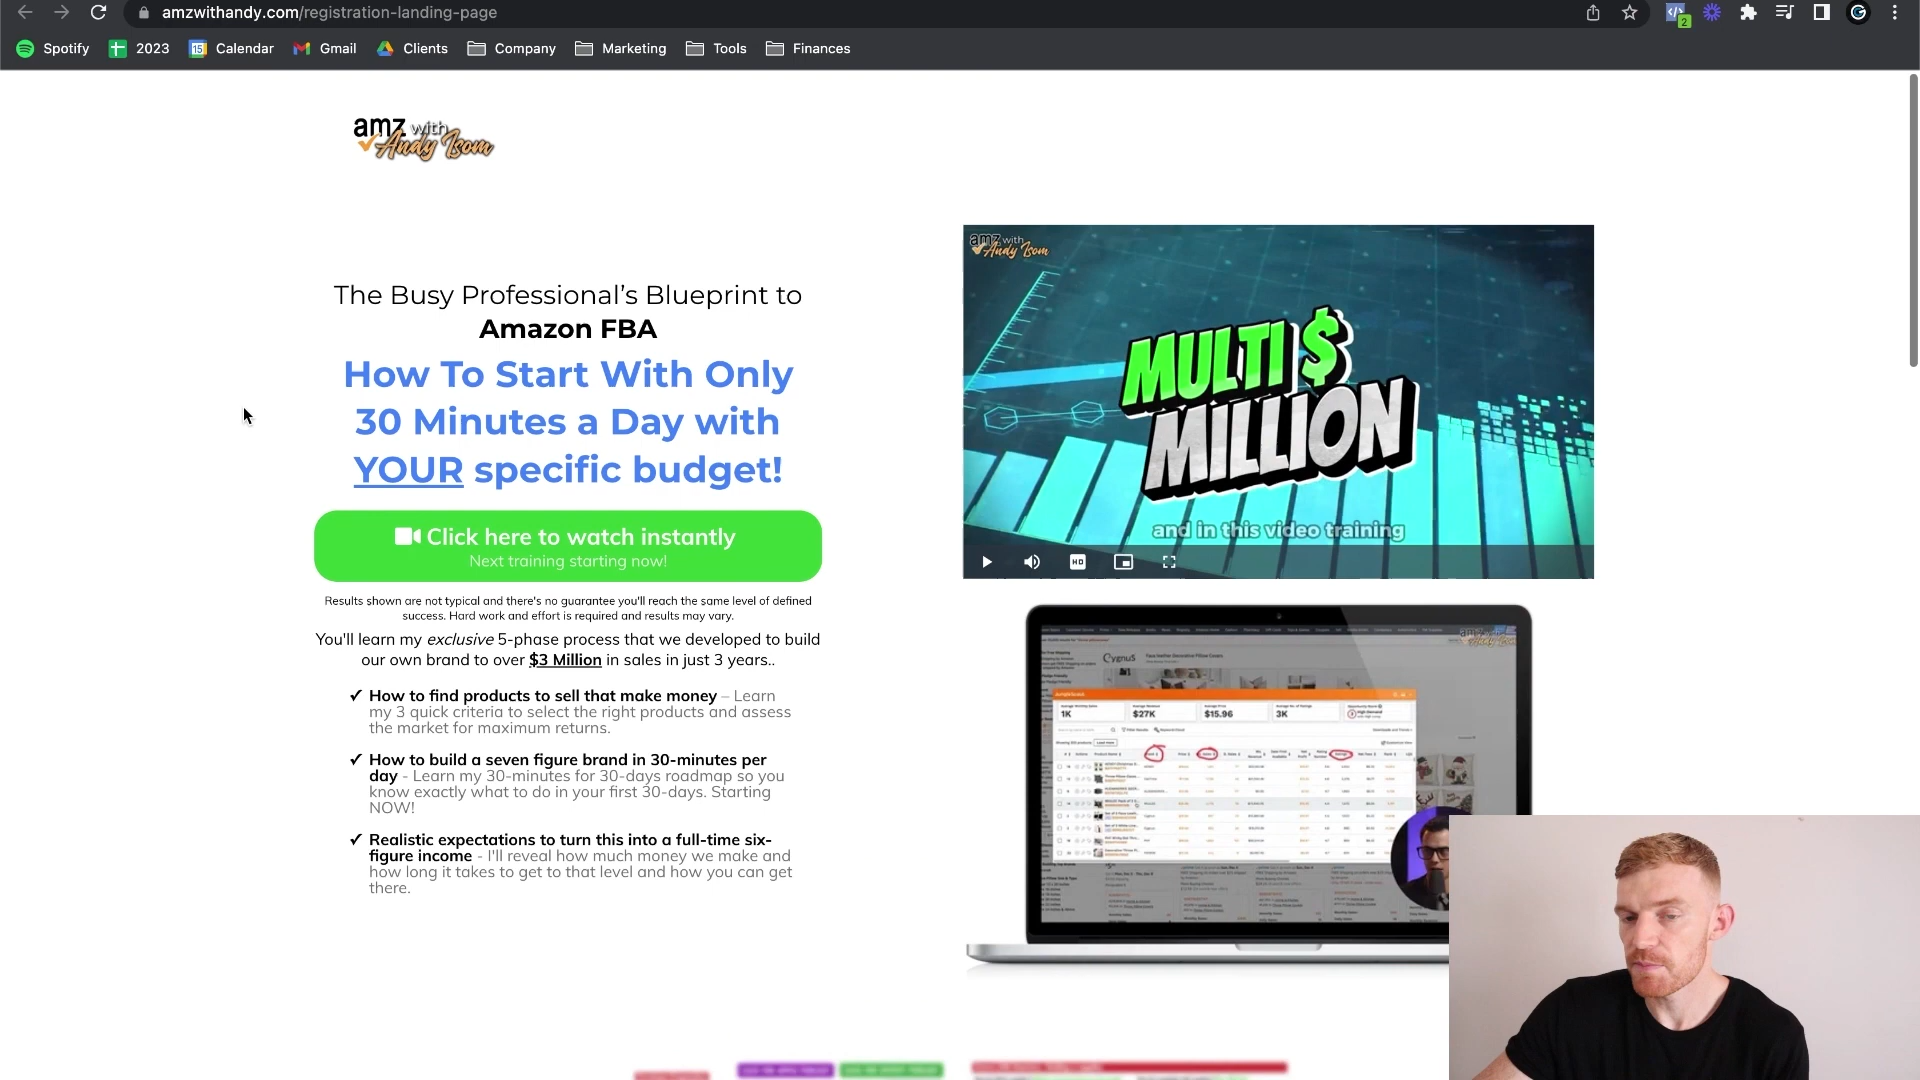 amzwithandy.com/registration-landing-page
2
Spotify
2023
15
Calendar
Gmail
Clients
Company
Marketing
Tools
Finances
amz with
Andy Isom
The Busy Professional’s Blueprint to
Amazon FBA
How To Start With Only
30 Minutes a Day with
YOUR specific budget!
Click here to watch instantly
Next training starting now!
Results shown are not typical and there's no guarantee you'll reach the same level of defined
success. Hard work and effort is required and results may vary.
You'll learn my exclusive 5-phase process that we developed to build
our own brand to over $3 Million in sales in just 3 years..
✓ How to find products to sell that make money – Learn
my 3 quick criteria to select the right products and assess
the market for maximum returns.
✓ How to build a seven figure brand in 30-minutes per
day - Learn my 30-minutes for 30-days roadmap so you
know exactly what to do in your first 30-days. Starting
NOW!
✓ Realistic expectations to turn this into a full-time six-
figure income - I'll reveal how much money we make and
how long it takes to get to that level and how you can get
there.
amz with
Andy Isom
MULTI $
MILLION
and in this video training
HD
Cygnus
1K
$27K
$15.96
3K